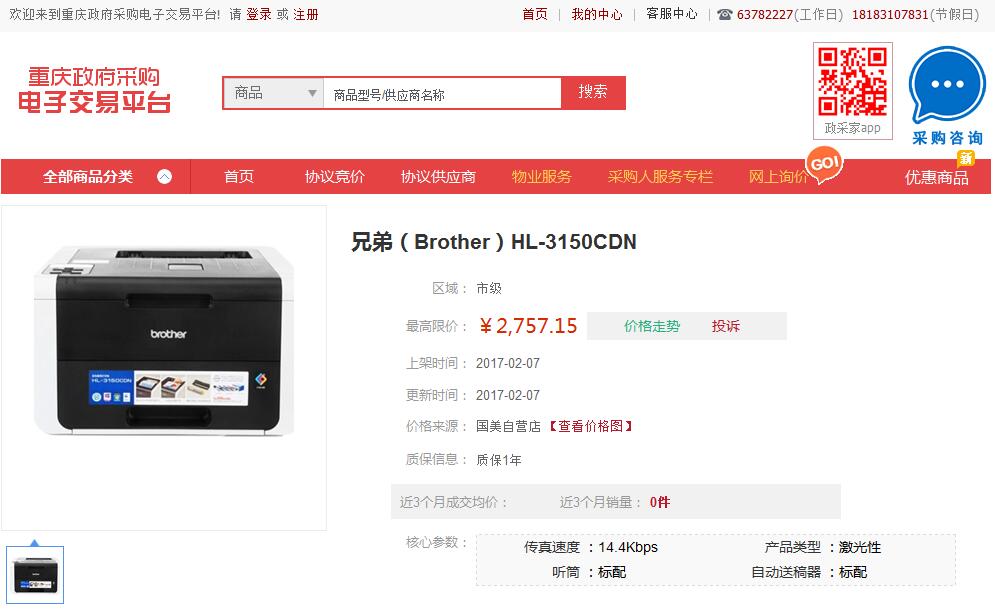 欢迎来到重庆政府采购电子交易平台! 请 登录 或 注册
首页 | 我的中心 | 客服中心 | 63782227(工作日) 18183107831(节假日)
重庆政府采购
电子交易平台
商品
商品型号/供应商名称
搜索
政采家app
采购咨询
GO!
新
全部商品分类 首页 协议竞价 协议供应商 物业服务 采购人服务专栏 网上询价 优惠商品
兄弟（Brother）HL-3150CDN
区域： 市级
最高限价： ￥2,757.15 价格走势 投诉
上架时间： 2017-02-07
更新时间： 2017-02-07
价格来源： 国美自营店【查看价格图】
质保信息： 质保1年
近3个月成交均价： 近3个月销量： 0件
核心参数：
传真速度 ：14.4Kbps 产品类型 ：激光性
听筒 ：标配 自动送稿器 ：标配
brother
HL-3150CDN